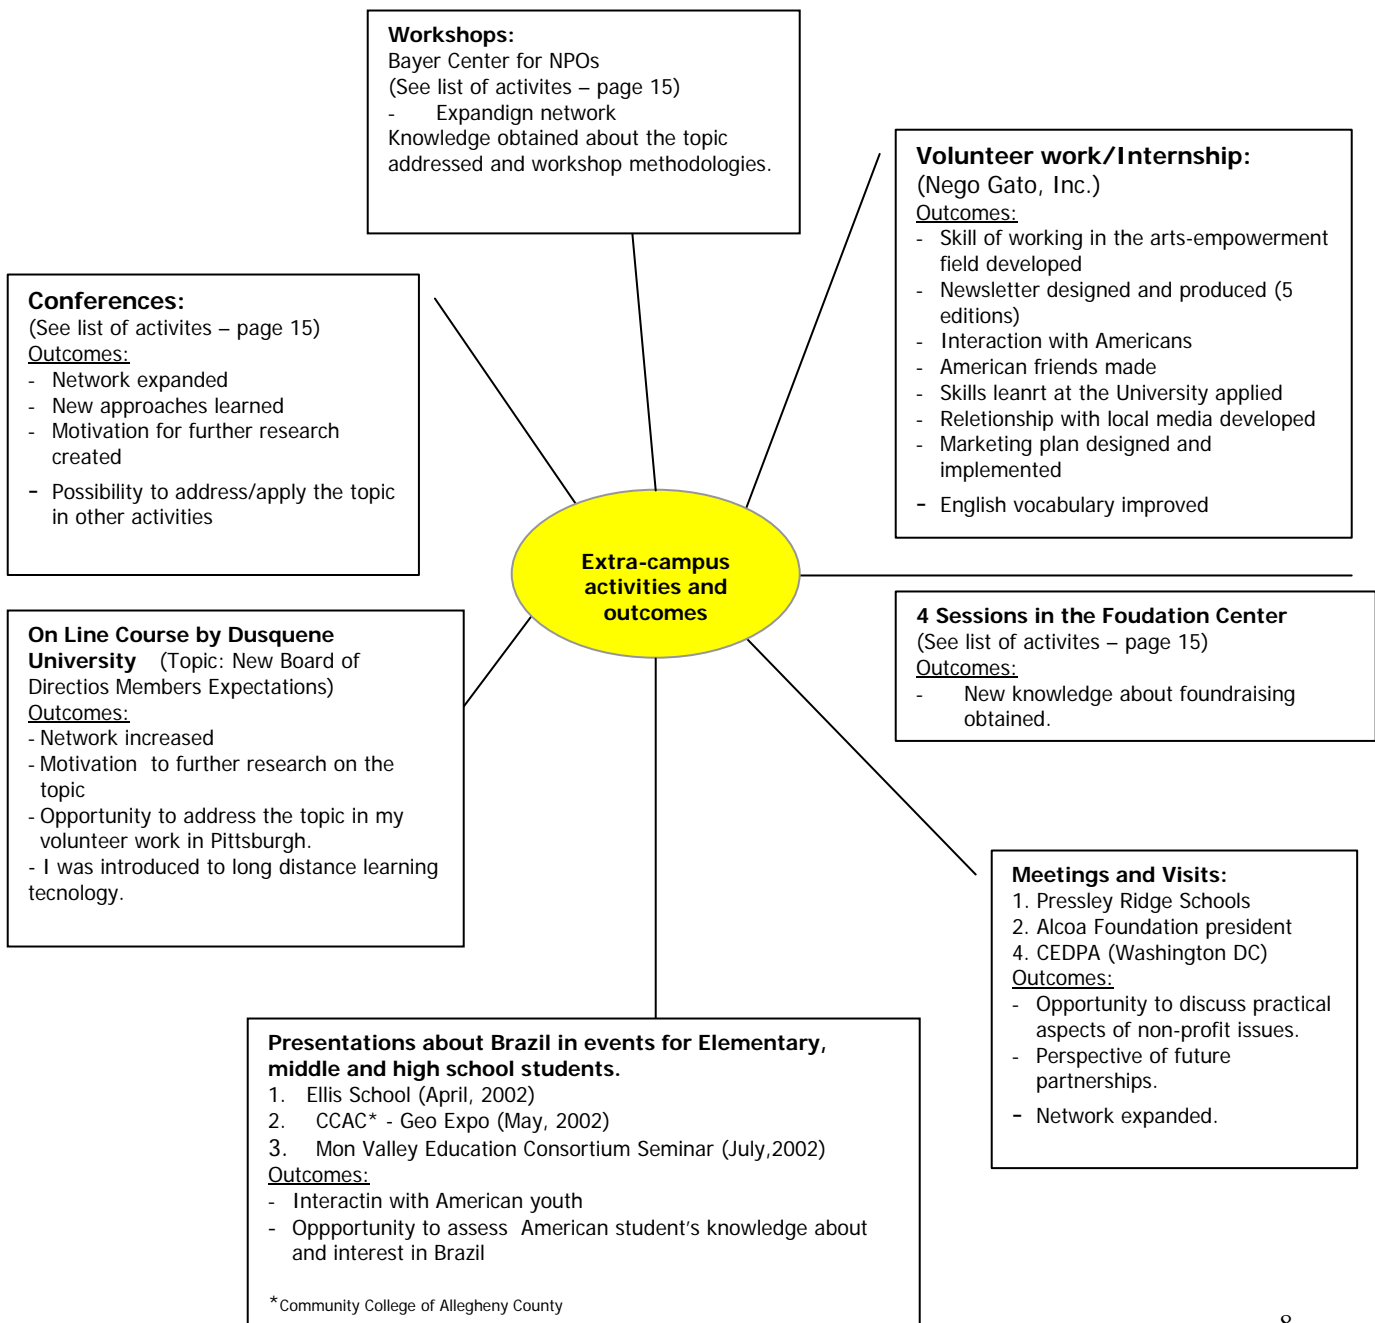 Workshops:
Bayer Center for NPOs
(See list of activites – page 15)
- Expandign network
Knowledge obtained about the topic
addressed and workshop methodologies.
Volunteer work/Internship:
(Nego Gato, Inc.)
Outcomes:
- Skill of working in the arts-empowerment
field developed
- Newsletter designed and produced (5
editions)
- Interaction with Americans
- American friends made
- Skills leanrt at the University applied
- Reletionship with local media developed
- Marketing plan designed and
implemented
- English vocabulary improved
Conferences:
(See list of activites – page 15)
Outcomes:
- Network expanded
- New approaches learned
- Motivation for further research
created
- Possibility to address/apply the topic
in other activities
Extra-campus
activities and
outcomes
4 Sessions in the Foudation Center
(See list of activites – page 15)
Outcomes:
- New knowledge about foundraising
obtained.
On Line Course by Dusquene
University (Topic: New Board of
Directios Members Expectations)
Outcomes:
- Network increased
- Motivation to further research on the
topic
- Opportunity to address the topic in my
volunteer work in Pittsburgh.
- I was introduced to long distance learning
tecnology.
Meetings and Visits:
1. Pressley Ridge Schools
2. Alcoa Foundation president
4. CEDPA (Washington DC)
Outcomes:
- Opportunity to discuss practical
aspects of non-profit issues.
- Perspective of future
partnerships.
- Network expanded.
Presentations about Brazil in events for Elementary,
middle and high school students.
1. Ellis School (April, 2002)
2. CCAC* - Geo Expo (May, 2002)
3. Mon Valley Education Consortium Seminar (July,2002)
Outcomes:
- Interactin with American youth
- Oppportunity to assess American student's knowledge about
and interest in Brazil
*Community College of Allegheny County
8